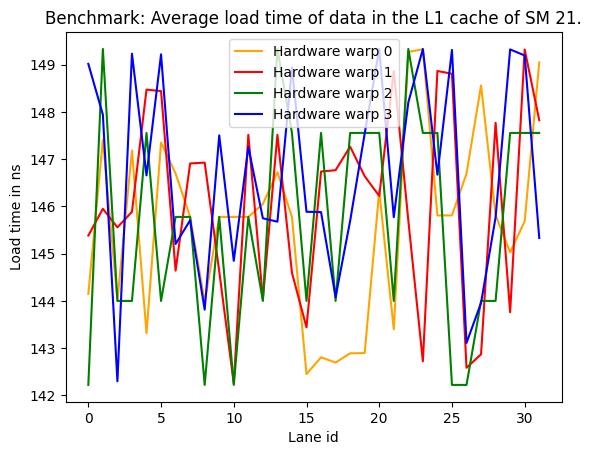 Benchmark: Average load time of data in the L1 cache of SM 21.
Hardware warp 0
Hardware warp 1
Hardware warp 2
Hardware warp 3
Load time in ns
149
148
147
146
145
144
143
142
0 5 10 15 20 25 30
Lane id